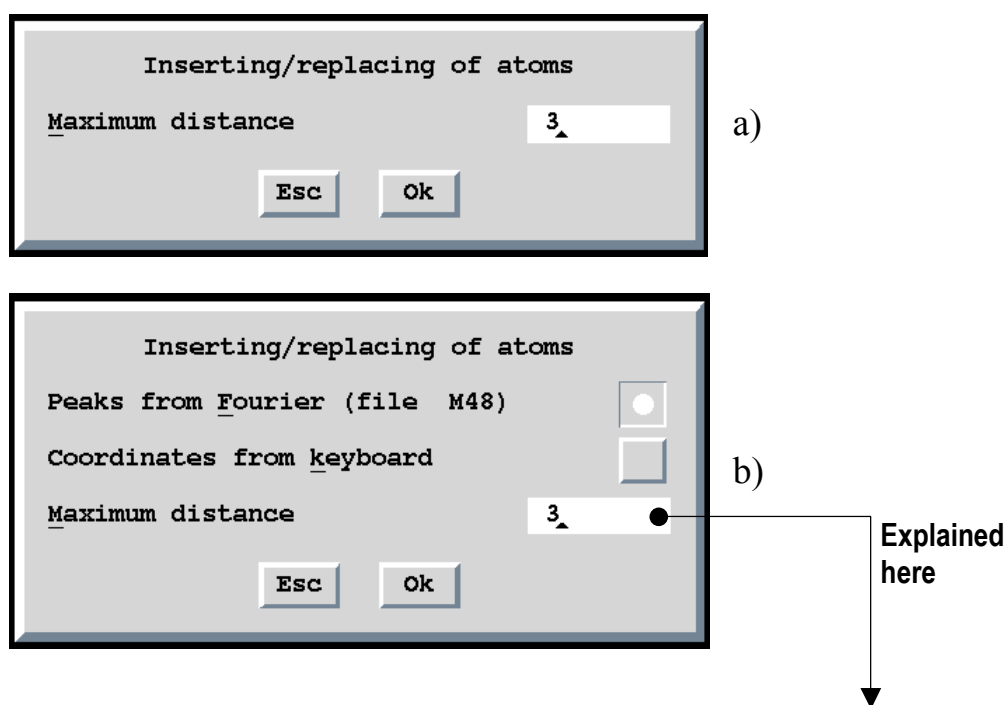 Inserting/replacing of atoms
Maximum distance 3
Esc Ok
a)
Inserting/replacing of atoms
Peaks from Fourier (file M48)
Coordinates from keyboard
Maximum distance 3
Esc Ok
b)
Explained
here